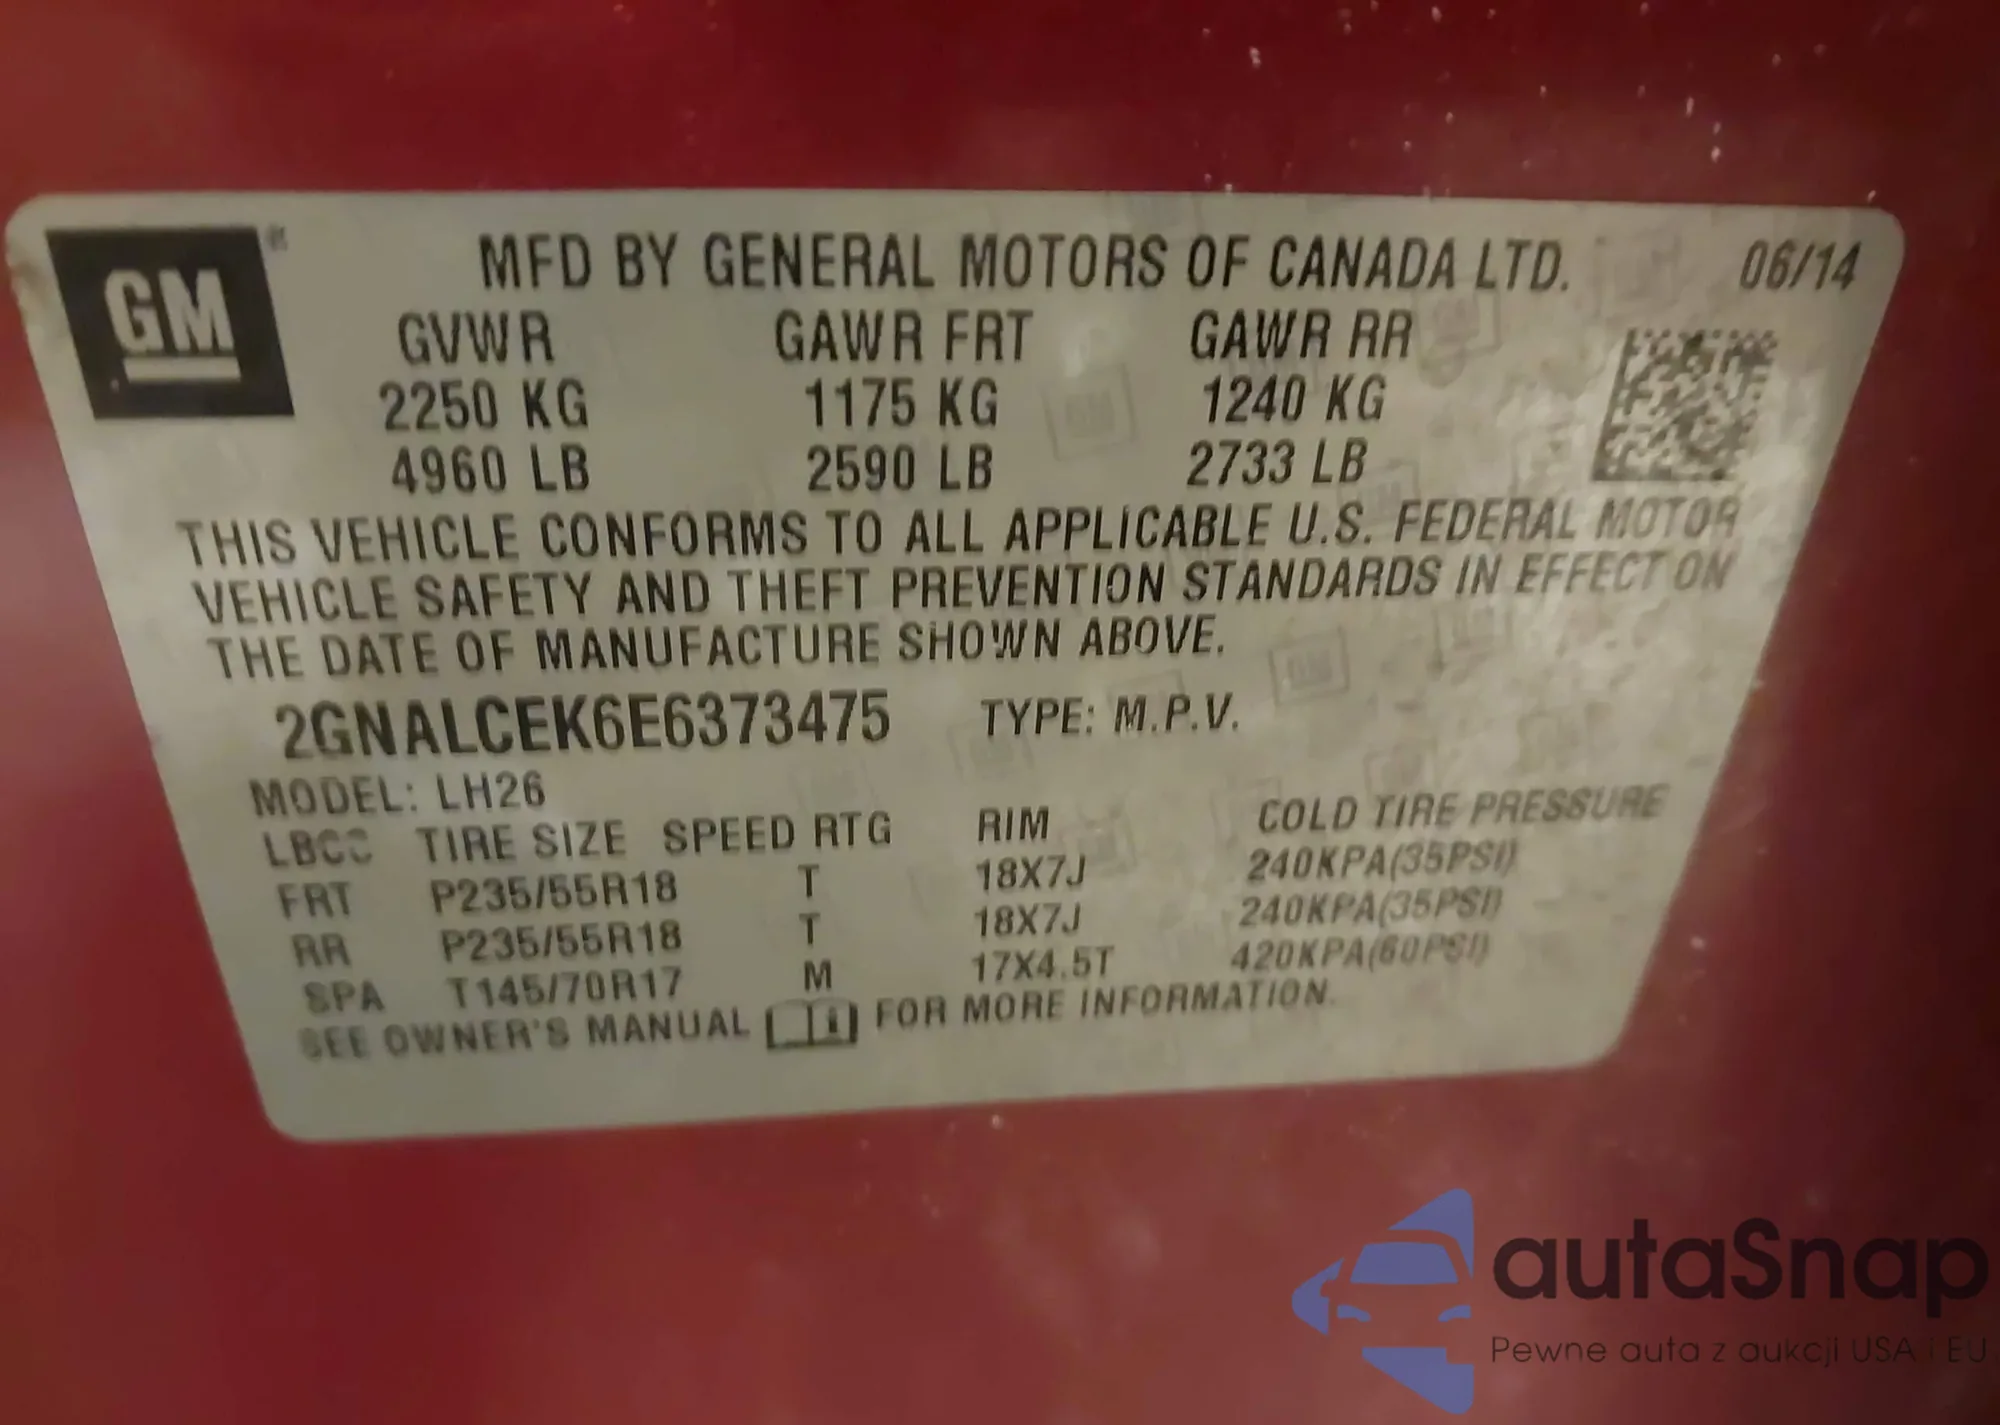 GM
MFD BY GENERAL MOTORS OF CANADA LTD. 06/14
GVWR GAWR FRT GAWR RR
2250 KG 1175 KG 1240 KG
4960 LB 2590 LB 2733 LB
THIS VEHICLE CONFORMS TO ALL APPLICABLE U.S. FEDERAL MOTOR
VEHICLE SAFETY AND THEFT PREVENTION STANDARDS IN EFFECT ON
THE DATE OF MANUFACTURE SHOWN ABOVE.
2GNALCEK6E6373475 TYPE: M.P.V.
MODEL: LH26
TIRE SIZE SPEED RTG RIM COLD TIRE PRESSURE
FRT P235/55R18 T 18X7J 240KPA(35PSI)
RR P235/55R18 T 18X7J 240KPA(35PSI)
SPA T145/70R17 M 17X4.5T 420KPA(60PSI)
SEE OWNER'S MANUAL FOR MORE INFORMATION.
autaSnap
Pewne auta z aukcji USA i EU